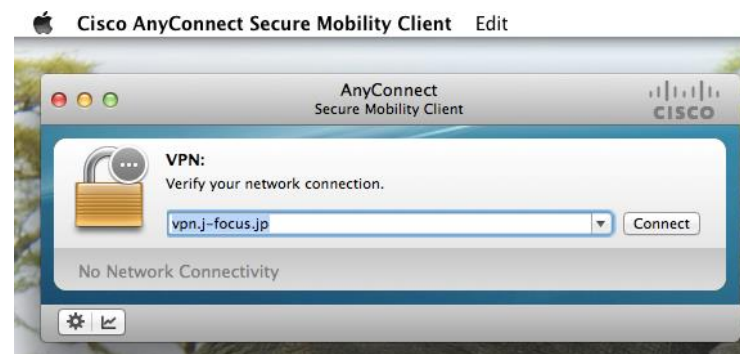 Cisco AnyConnect Secure Mobility Client Edit
AnyConnect
Secure Mobility Client
CISCO
VPN:
Verify your network connection.
vpn.j-focus.jp
Connect
No Network Connectivity